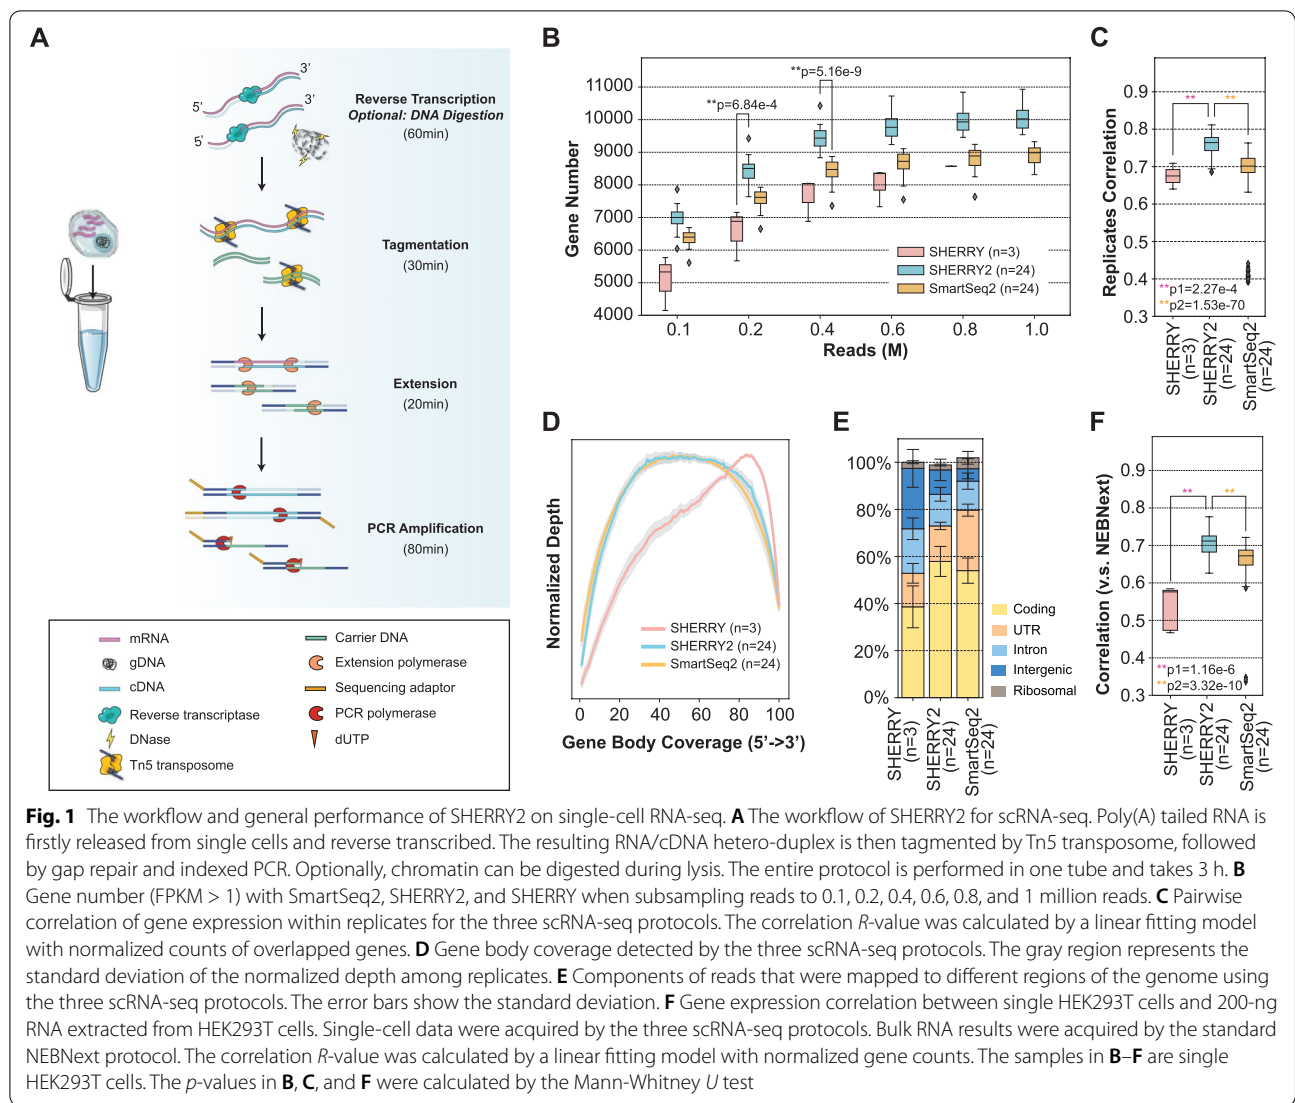 A
3’
5’
3’
5’
Reverse Transcription
Optional: DNA Digestion
(60min)
Tagmentation
(30min)
Extension
(20min)
PCR Amplification
(80min)
mRNA
gDNA
cDNA
Reverse transcriptase
DNase
Tn5 transposome
Carrier DNA
Extension polymerase
Sequencing adaptor
PCR polymerase
dUTP
B
Gene Number
11000
10000
9000
8000
7000
6000
5000
4000
**p=6.84e-4
**p=5.16e-9
SHERRY (n=3)
SHERRY2 (n=24)
SmartSeq2 (n=24)
0.1 0.2 0.4 0.6 0.8 1.0
Reads (M)
C
Replicates Correlation
0.9
0.8
0.7
0.6
0.5
0.4
0.3
** **
**p1=2.27e-4
**p2=1.53e-70
SHERRY
(n=3)
SHERRY2
(n=24)
SmartSeq2
(n=24)
D
Normalized Depth
SHERRY (n=3)
SHERRY2 (n=24)
SmartSeq2 (n=24)
0 20 40 60 80 100
Gene Body Coverage (5’->3’)
E
100%
80%
60%
40%
20%
0%
Coding
UTR
Intron
Intergenic
Ribosomal
SHERRY
(n=3)
SHERRY2
(n=24)
SmartSeq2
(n=24)
F
Correlation (v.s. NEBNext)
0.9
0.8
0.7
0.6
0.5
0.4
0.3
** **
**p1=1.16e-6
**p2=3.32e-10
SHERRY
(n=3)
SHERRY2
(n=24)
SmartSeq2
(n=24)
Fig. 1 The workflow and general performance of SHERRY2 on single-cell RNA-seq. A The workflow of SHERRY2 for scRNA-seq. Poly(A) tailed RNA is
firstly released from single cells and reverse transcribed. The resulting RNA/cDNA hetero-duplex is then tagmented by Tn5 transposome, followed
by gap repair and indexed PCR. Optionally, chromatin can be digested during lysis. The entire protocol is performed in one tube and takes 3 h. B
Gene number (FPKM > 1) with SmartSeq2, SHERRY2, and SHERRY when subsampling reads to 0.1, 0.2, 0.4, 0.6, 0.8, and 1 million reads. C Pairwise
correlation of gene expression within replicates for the three scRNA-seq protocols. The correlation R-value was calculated by a linear fitting model
with normalized counts of overlapped genes. D Gene body coverage detected by the three scRNA-seq protocols. The gray region represents the
standard deviation of the normalized depth among replicates. E Components of reads that were mapped to different regions of the genome using
the three scRNA-seq protocols. The error bars show the standard deviation. F Gene expression correlation between single HEK293T cells and 200-ng
RNA extracted from HEK293T cells. Single-cell data were acquired by the three scRNA-seq protocols. Bulk RNA results were acquired by the standard
NEBNext protocol. The correlation R-value was calculated by a linear fitting model with normalized gene counts. The samples in B–F are single
HEK293T cells. The p-values in B, C, and F were calculated by the Mann-Whitney U test